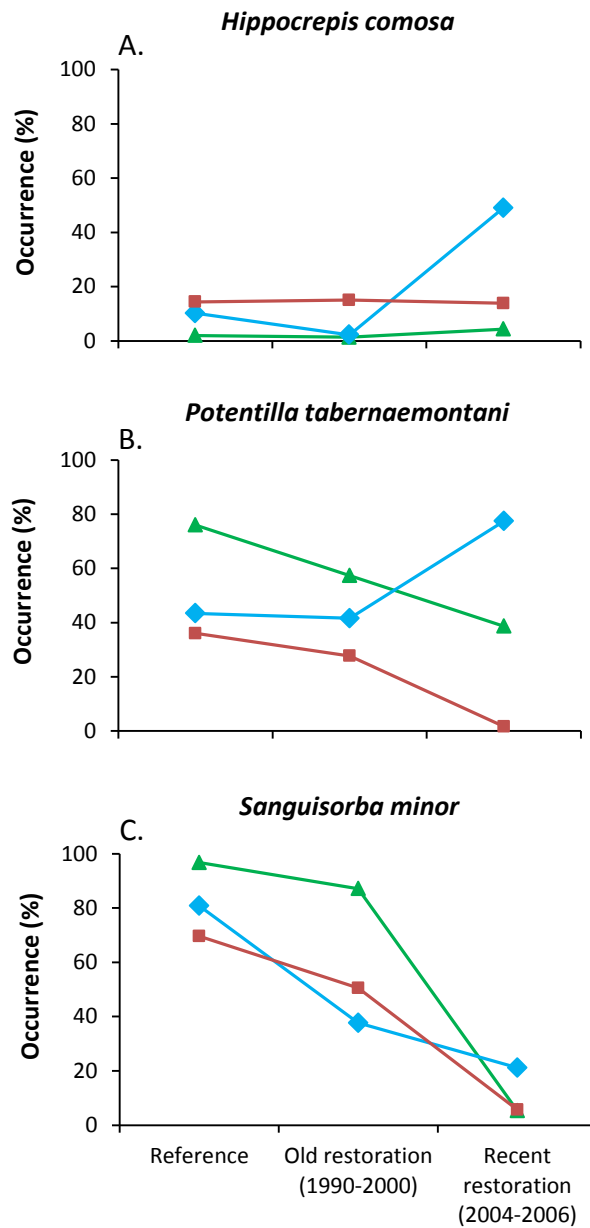 Hippocrepis comosa
A.
100
80
60
40
20
0
Occurrence (%)
Potentilla tabernaemontani
B.
100
80
60
40
20
0
Occurrence (%)
Sanguisorba minor
C.
100
80
60
40
20
0
Occurrence (%)
Reference
Old restoration
(1990-2000)
Recent
restoration
(2004-2006)